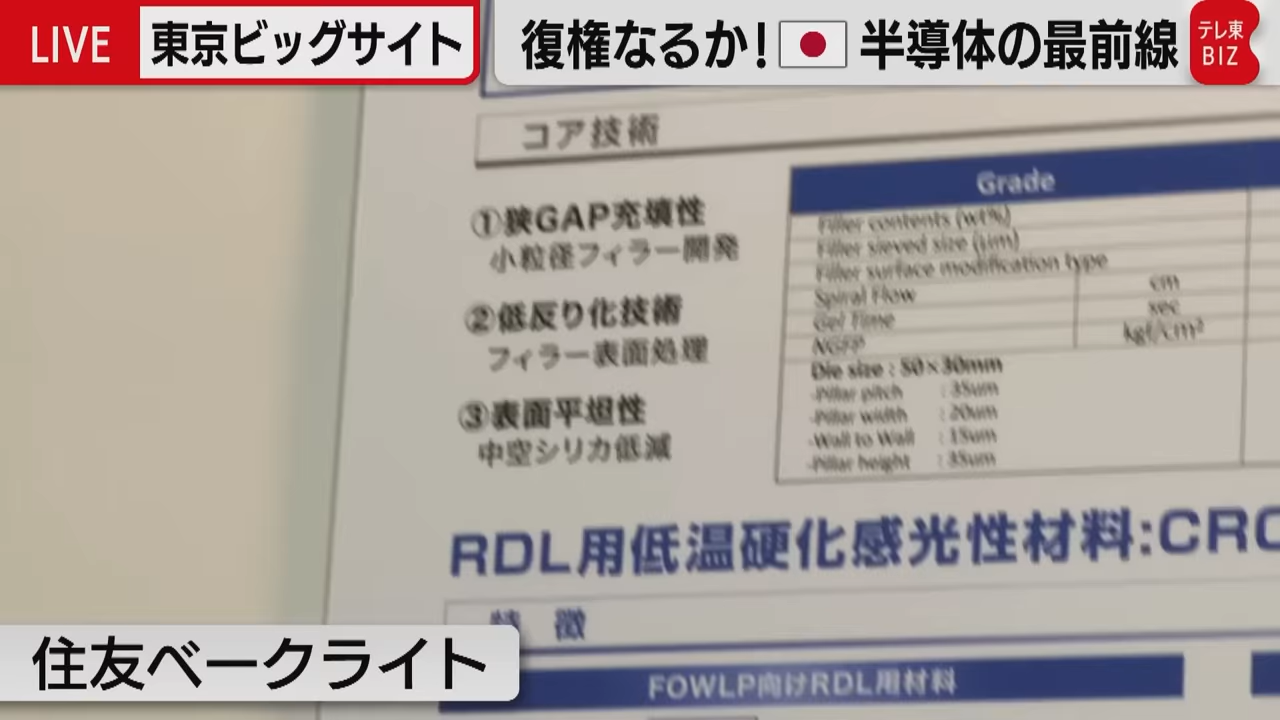 LIVE 東京ビッグサイト
復権なるか! 半導体の最前線
テレ東
BIZ
コア技術
①狭GAP充填性
小粒径フィラー開発
②低反り化技術
フィラー表面処理
③表面平坦性
中空シリカ低減
Grade
Filler contents (wt%)
Filler sieved size (μm)
Filler surface modification type
Spiral Flow cm
Gel Time sec
NGFP kgf/cm²
Die size : 50×30mm
-Pillar pitch : 35um
-Pillar width : 20um
-Wall to Wall : 15um
-Pillar height : 35um
RDL用低温硬化感光性材料:CRC
特 徴
FOWLP向けRDL用材料
住友ベークライト